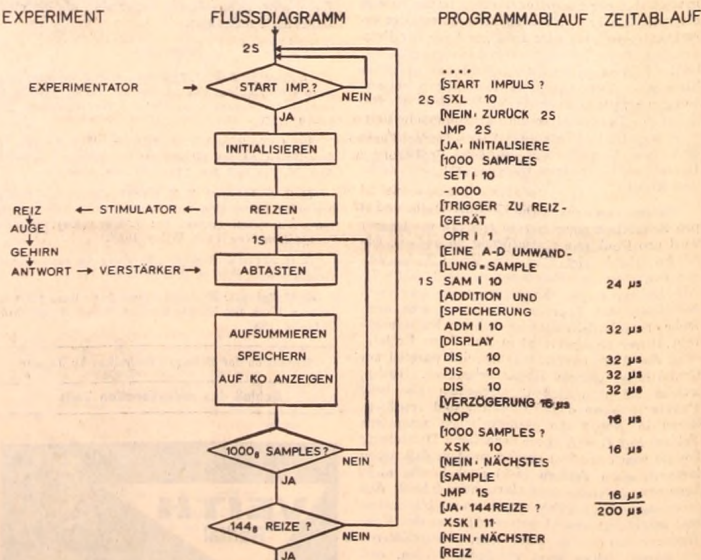 EXPERIMENT
FLUSSDIAGRAMM
PROGRAMMABLAUF ZEITABLAUF
2S
EXPERIMENTATOR
START IMP.?
NEIN
JA
INITIALISIEREN
REIZ
AUGE
GEHIRN
ANTWORT
STIMULATOR
VERSTÄRKER
REIZEN
1S
ABTASTEN
AUFSUMMIEREN
SPEICHERN
AUF KO ANZEIGEN
1000₈ SAMPLES?
NEIN
JA
144₈ REIZE ?
NEIN
JA
....
[START IMPULS ?
2S SXL 10
[NEIN: ZURÜCK 2S
JMP 2S
[JA: INITIALISIERE
[1000 SAMPLES
SET I 10
-1000
[TRIGGER ZU REIZ-
[GERÄT
OPR I 1
[EINE A-D UMWAND-
[LUNG = SAMPLE
1S SAM I 10 24 µs
[ADDITION UND
[SPEICHERUNG
ADM I 10 32 µs
[DISPLAY
DIS 10 32 µs
DIS 10 32 µs
DIS 10 32 µs
[VERZÖGERUNG 16 µs
NOP 16 µs
[1000 SAMPLES ?
XSK 10 16 µs
[NEIN: NÄCHSTES
[SAMPLE
JMP 1S 16 µs
[JA: 144 REIZE ? 200 µs
XSK I 11
[NEIN: NÄCHSTER
[REIZ